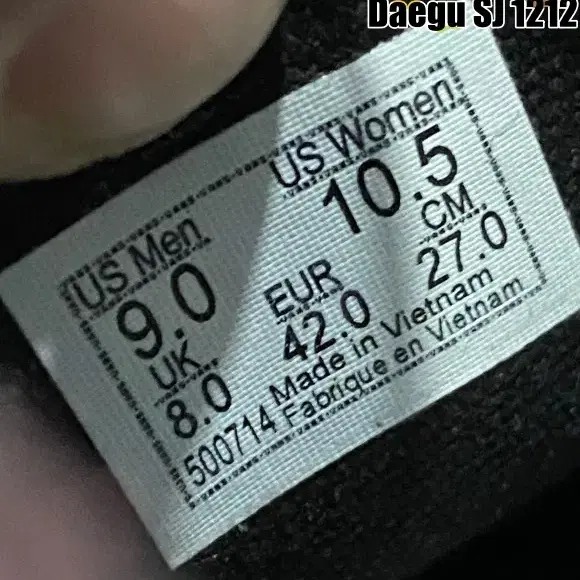 Daegu SJ 1212
US Men
9.0
US Women
10.5
UK
8.0
EUR
42.0
CM
27.0
500714
Made in Vietnam
Fabrique en Vietnam